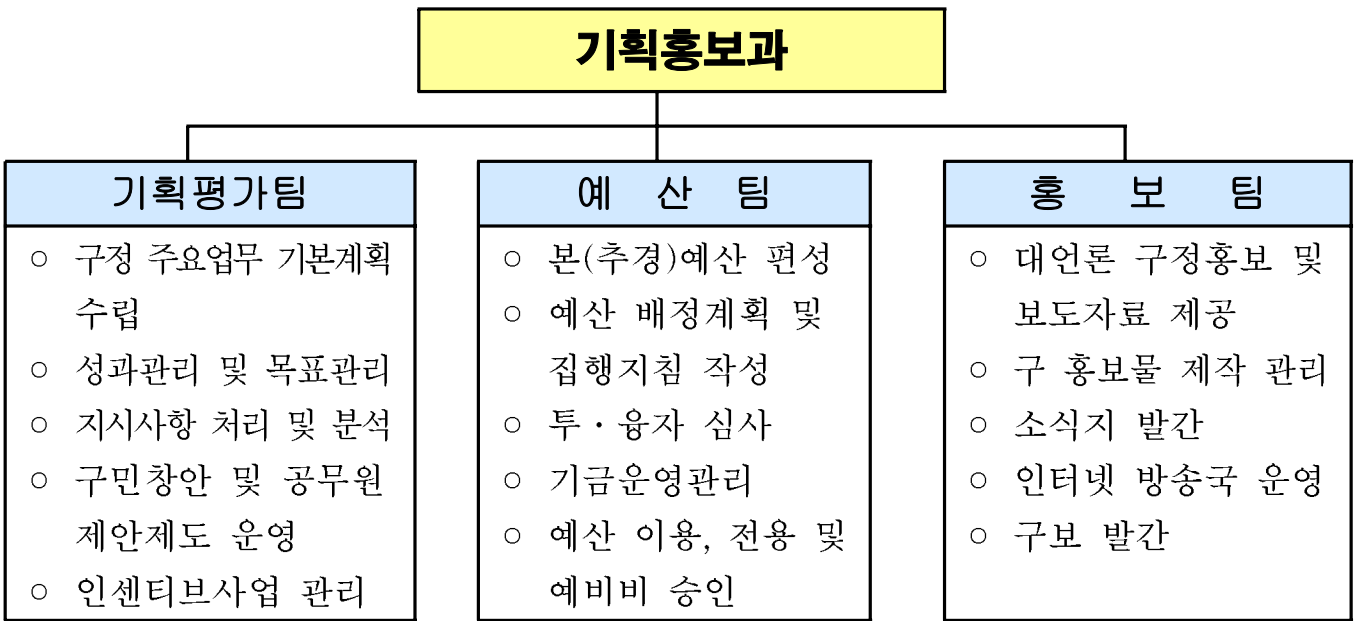 기획홍보과
기획평가팀
○ 구정 주요업무 기본계획
수립
○ 성과관리 및 목표관리
○ 지시사항 처리 및 분석
○ 구민창안 및 공무원
제안제도 운영
○ 인센티브사업 관리
예 산 팀
○ 본(추경)예산 편성
○ 예산 배정계획 및
집행지침 작성
○ 투·융자 심사
○ 기금운영관리
○ 예산 이용, 전용 및
예비비 승인
홍 보 팀
○ 대언론 구정홍보 및
보도자료 제공
○ 구 홍보물 제작 관리
○ 소식지 발간
○ 인터넷 방송국 운영
○ 구보 발간